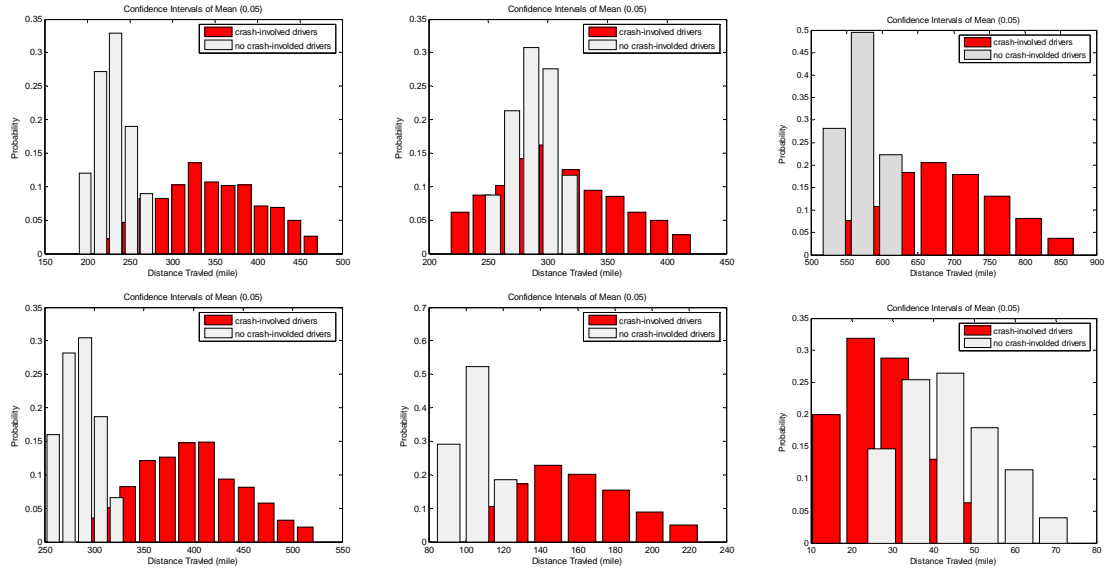 Confidence Intervals of Mean (0.05)
0.35
0.3
0.25
0.2
0.15
0.1
0.05
0
Probability
crash-involved drivers
no crash-involded drivers
150 200 250 300 350 400 450 500
Distance Travled (mile)
Confidence Intervals of Mean (0.05)
0.35
0.3
0.25
0.2
0.15
0.1
0.05
0
Probability
crash-involved drivers
no crash-involded drivers
200 250 300 350 400 450
Distance Travled (mile)
Confidence Intervals of Mean (0.05)
0.5
0.45
0.4
0.35
0.3
0.25
0.2
0.15
0.1
0.05
0
Probability
crash-involved drivers
no crash-involded drivers
500 550 600 650 700 750 800 850 900
Distance Travled (mile)
Confidence Intervals of Mean (0.05)
0.35
0.3
0.25
0.2
0.15
0.1
0.05
0
Probability
crash-involved drivers
no crash-involded drivers
250 300 350 400 450 500 550
Distance Travled (mile)
Confidence Intervals of Mean (0.05)
0.7
0.6
0.5
0.4
0.3
0.2
0.1
0
Probability
crash-involved drivers
no crash-involded drivers
80 100 120 140 160 180 200 220 240
Distance Travled (mile)
Confidence Intervals of Mean (0.05)
0.35
0.3
0.25
0.2
0.15
0.1
0.05
0
Probability
crash-involved drivers
no crash-involded drivers
10 20 30 40 50 60 70 80
Distance Travled (mile)